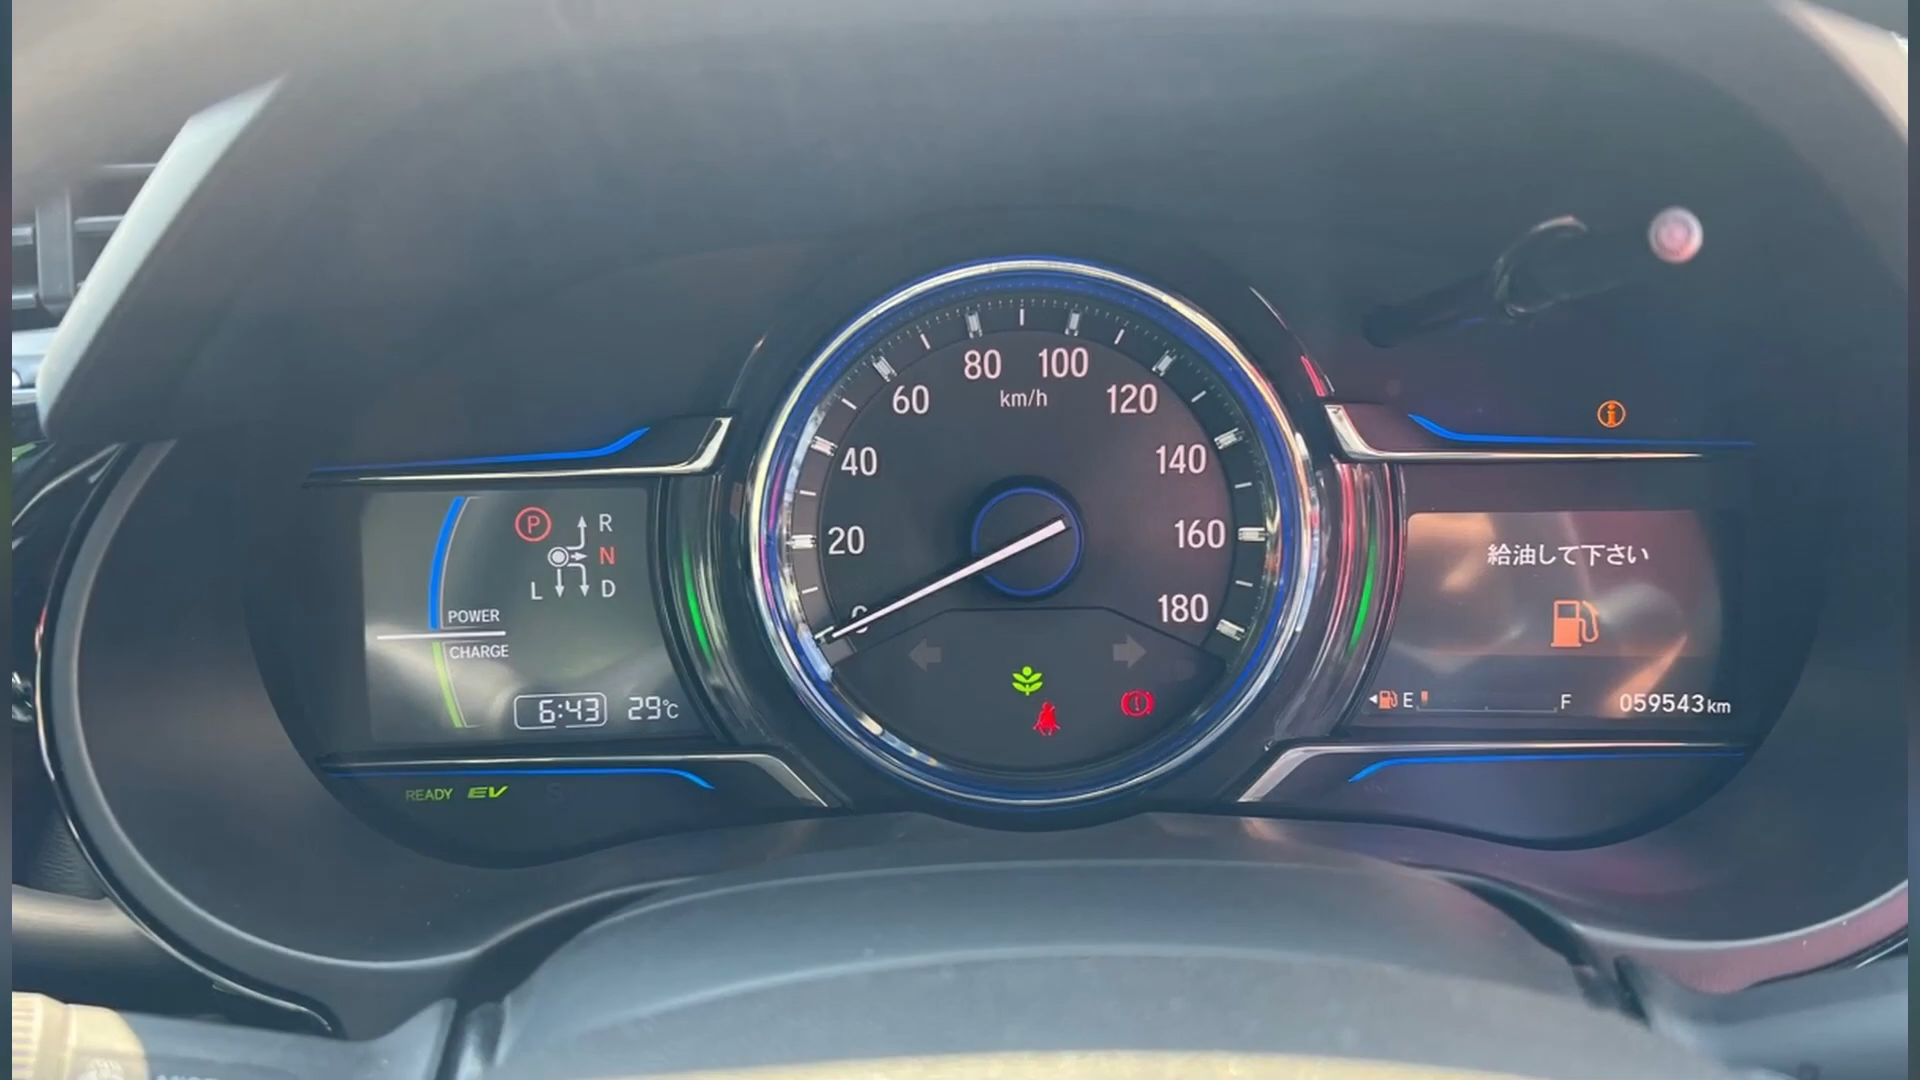 80 100
60 km/h 120
40 140
20 160
180
P R
N
L D
POWER
CHARGE
6:43 29℃
READY EV
給油して下さい
E F 059543km